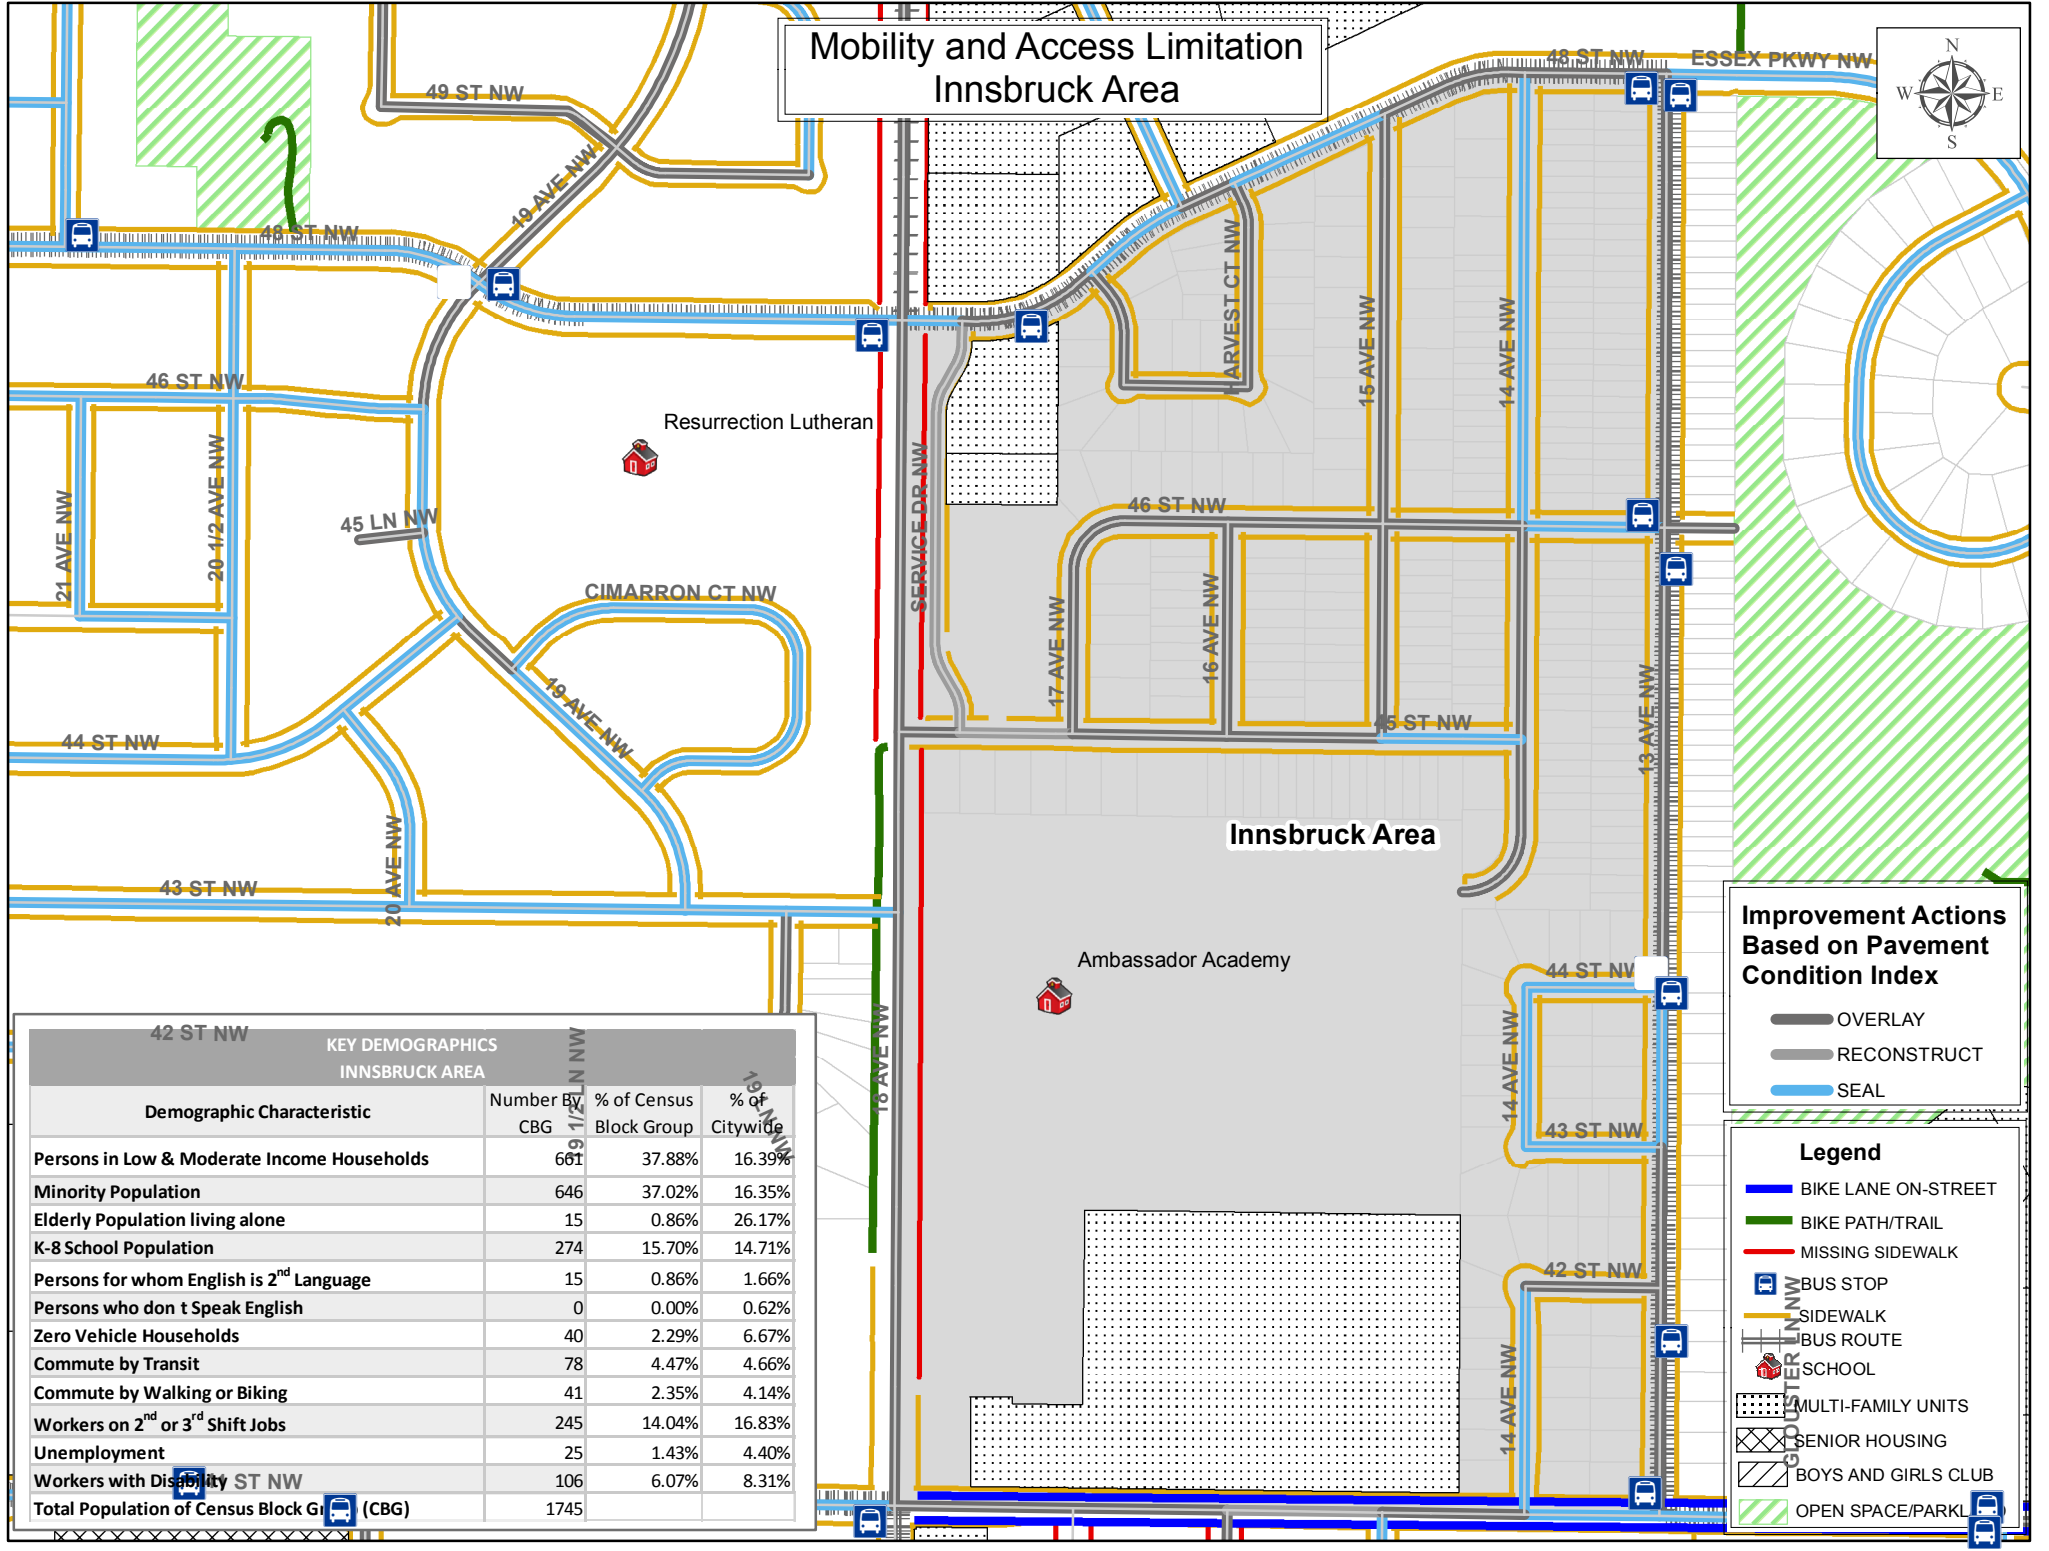 Mobility and Access Limitation
Innsbruck Area
N
W
E
S
48 ST NW
ESSEX PKWY NW
49 ST NW
19 AVE NW
48 ST NW
HARVEST CT NW
15 AVE NW
14 AVE NW
46 ST NW
Resurrection Lutheran
21 AVE NW
20 1/2 AVE NW
45 LN NW
SERVICE DR NW
46 ST NW
CIMARRON CT NW
17 AVE NW
16 AVE NW
19 AVE NW
13 AVE NW
45 ST NW
44 ST NW
Innsbruck Area
20 AVE NW
43 ST NW
Ambassador Academy
44 ST NW
18 AVE NW
14 AVE NW
43 ST NW
42 ST NW
14 AVE NW
Improvement Actions
Based on Pavement
Condition Index
OVERLAY
RECONSTRUCT
SEAL
Legend
BIKE LANE ON-STREET
BIKE PATH/TRAIL
MISSING SIDEWALK
BUS STOP
SIDEWALK
BUS ROUTE
SCHOOL
MULTI-FAMILY UNITS
SENIOR HOUSING
BOYS AND GIRLS CLUB
OPEN SPACE/PARKL
GLOUSTER LN NW
42 ST NW
19 1/2 LN NW
19 LN NW
KEY DEMOGRAPHICS
INNSBRUCK AREA
Demographic Characteristic Number By CBG % of Census Block Group % of Citywide
Persons in Low & Moderate Income Households 661 37.88% 16.39%
Minority Population 646 37.02% 16.35%
Elderly Population living alone 15 0.86% 26.17%
K-8 School Population 274 15.70% 14.71%
Persons for whom English is 2nd Language 15 0.86% 1.66%
Persons who don t Speak English 0 0.00% 0.62%
Zero Vehicle Households 40 2.29% 6.67%
Commute by Transit 78 4.47% 4.66%
Commute by Walking or Biking 41 2.35% 4.14%
Workers on 2nd or 3rd Shift Jobs 245 14.04% 16.83%
Unemployment 25 1.43% 4.40%
Workers with Disability 106 6.07% 8.31%
ST NW
Total Population of Census Block (CBG) 1745